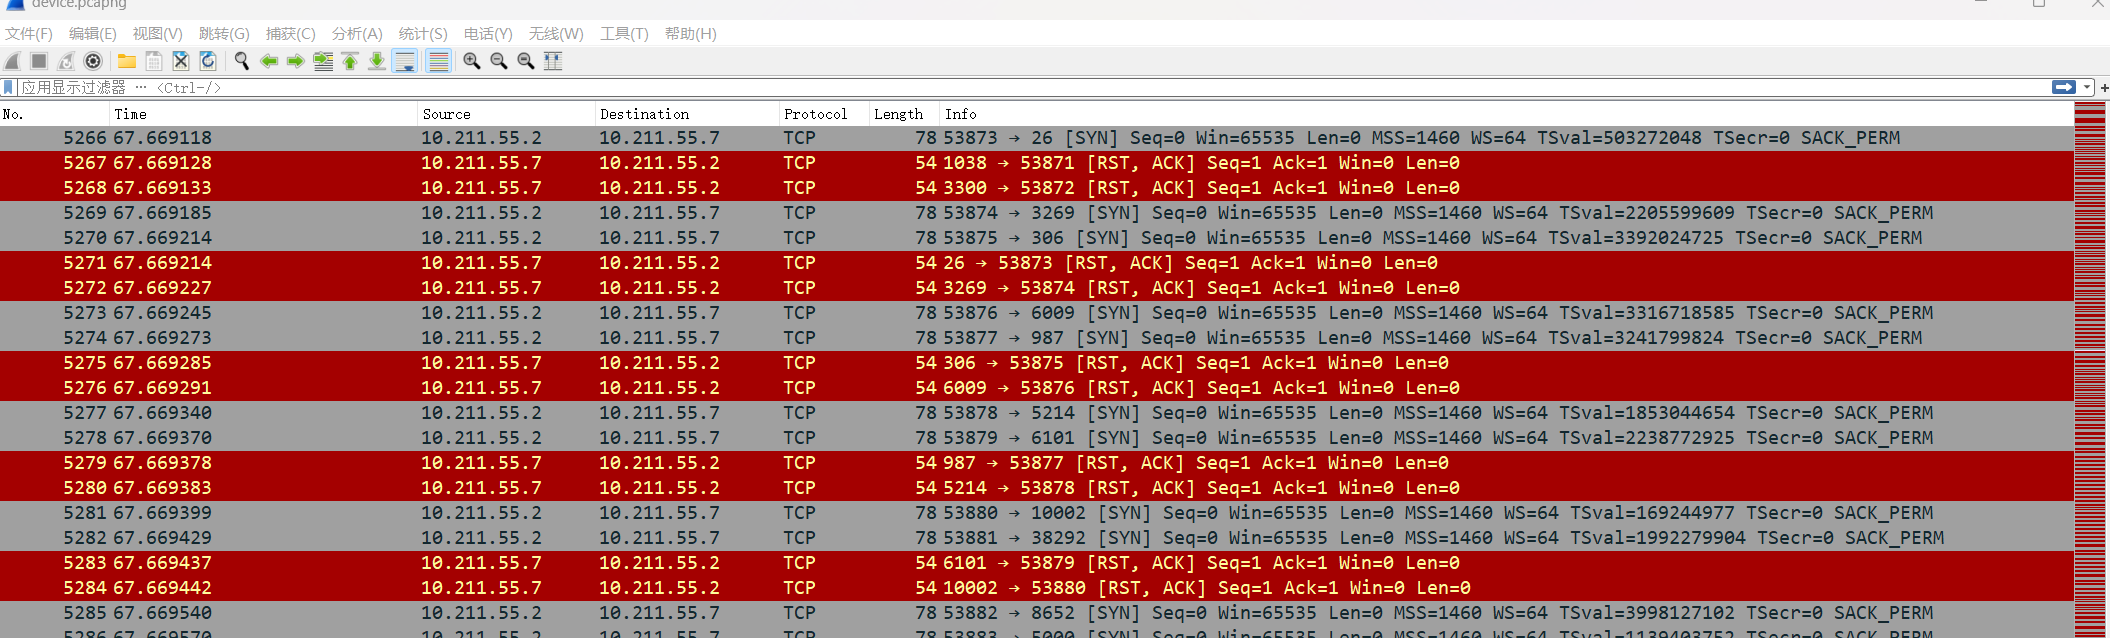 device.pcapng
文件(F) 编辑(E) 视图(V) 跳转(G) 捕获(C) 分析(A) 统计(S) 电话(Y) 无线(W) 工具(T) 帮助(H)
应用显示过滤器 … <Ctrl-/>
No. Time Source Destination Protocol Length Info
5266 67.669118 10.211.55.2 10.211.55.7 TCP 78 53873 → 26 [SYN] Seq=0 Win=65535 Len=0 MSS=1460 WS=64 TSval=503272048 TSecr=0 SACK_PERM
5267 67.669128 10.211.55.7 10.211.55.2 TCP 54 1038 → 53871 [RST, ACK] Seq=1 Ack=1 Win=0 Len=0
5268 67.669133 10.211.55.7 10.211.55.2 TCP 54 3300 → 53872 [RST, ACK] Seq=1 Ack=1 Win=0 Len=0
5269 67.669185 10.211.55.2 10.211.55.7 TCP 78 53874 → 3269 [SYN] Seq=0 Win=65535 Len=0 MSS=1460 WS=64 TSval=2205599609 TSecr=0 SACK_PERM
5270 67.669214 10.211.55.2 10.211.55.7 TCP 78 53875 → 306 [SYN] Seq=0 Win=65535 Len=0 MSS=1460 WS=64 TSval=3392024725 TSecr=0 SACK_PERM
5271 67.669214 10.211.55.7 10.211.55.2 TCP 54 26 → 53873 [RST, ACK] Seq=1 Ack=1 Win=0 Len=0
5272 67.669227 10.211.55.7 10.211.55.2 TCP 54 3269 → 53874 [RST, ACK] Seq=1 Ack=1 Win=0 Len=0
5273 67.669245 10.211.55.2 10.211.55.7 TCP 78 53876 → 6009 [SYN] Seq=0 Win=65535 Len=0 MSS=1460 WS=64 TSval=3316718585 TSecr=0 SACK_PERM
5274 67.669273 10.211.55.2 10.211.55.7 TCP 78 53877 → 987 [SYN] Seq=0 Win=65535 Len=0 MSS=1460 WS=64 TSval=3241799824 TSecr=0 SACK_PERM
5275 67.669285 10.211.55.7 10.211.55.2 TCP 54 306 → 53875 [RST, ACK] Seq=1 Ack=1 Win=0 Len=0
5276 67.669291 10.211.55.7 10.211.55.2 TCP 54 6009 → 53876 [RST, ACK] Seq=1 Ack=1 Win=0 Len=0
5277 67.669340 10.211.55.2 10.211.55.7 TCP 78 53878 → 5214 [SYN] Seq=0 Win=65535 Len=0 MSS=1460 WS=64 TSval=1853044654 TSecr=0 SACK_PERM
5278 67.669370 10.211.55.2 10.211.55.7 TCP 78 53879 → 6101 [SYN] Seq=0 Win=65535 Len=0 MSS=1460 WS=64 TSval=2238772925 TSecr=0 SACK_PERM
5279 67.669378 10.211.55.7 10.211.55.2 TCP 54 987 → 53877 [RST, ACK] Seq=1 Ack=1 Win=0 Len=0
5280 67.669383 10.211.55.7 10.211.55.2 TCP 54 5214 → 53878 [RST, ACK] Seq=1 Ack=1 Win=0 Len=0
5281 67.669399 10.211.55.2 10.211.55.7 TCP 78 53880 → 10002 [SYN] Seq=0 Win=65535 Len=0 MSS=1460 WS=64 TSval=169244977 TSecr=0 SACK_PERM
5282 67.669429 10.211.55.2 10.211.55.7 TCP 78 53881 → 38292 [SYN] Seq=0 Win=65535 Len=0 MSS=1460 WS=64 TSval=1992279904 TSecr=0 SACK_PERM
5283 67.669437 10.211.55.7 10.211.55.2 TCP 54 6101 → 53879 [RST, ACK] Seq=1 Ack=1 Win=0 Len=0
5284 67.669442 10.211.55.7 10.211.55.2 TCP 54 10002 → 53880 [RST, ACK] Seq=1 Ack=1 Win=0 Len=0
5285 67.669540 10.211.55.2 10.211.55.7 TCP 78 53882 → 8652 [SYN] Seq=0 Win=65535 Len=0 MSS=1460 WS=64 TSval=3998127102 TSecr=0 SACK_PERM
5286 67.669570 10.211.55.2 10.211.55.7 TCP 78 53883 → 5000 [SYN] Seq=0 Win=65535 Len=0 MSS=1460 WS=64 TSval=1139403752 TSecr=0 SACK_PERM